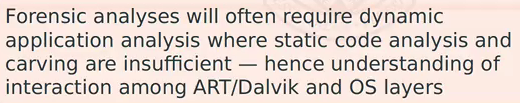 Forensic analyses will often require dynamic
application analysis where static code analysis and
carving are insufficient — hence understanding of
interaction among ART/Dalvik and OS layers